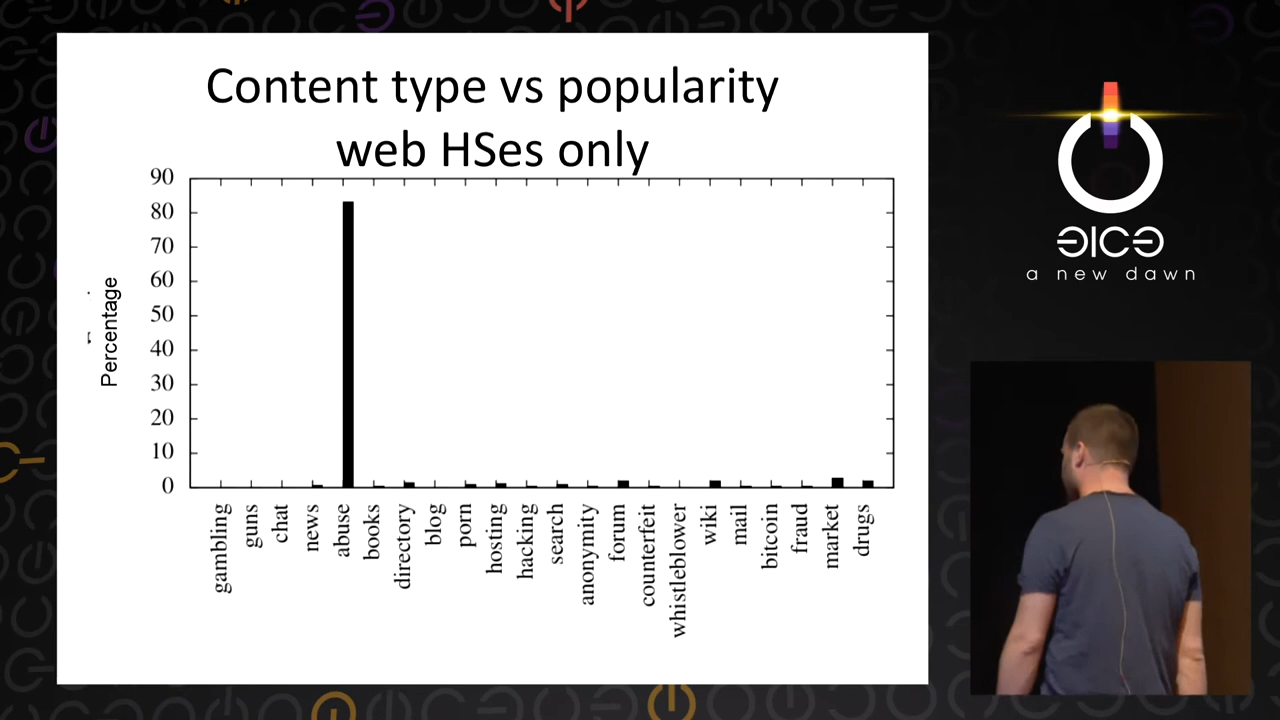 Content type vs popularity
web HSes only
90
80
70
60
50
40
30
20
10
0
Percentage
gambling
guns
chat
news
abuse
books
directory
blog
porn
hosting
hacking
search
anonymity
forum
counterfeit
whistleblower
wiki
mail
bitcoin
fraud
market
drugs
a new dawn